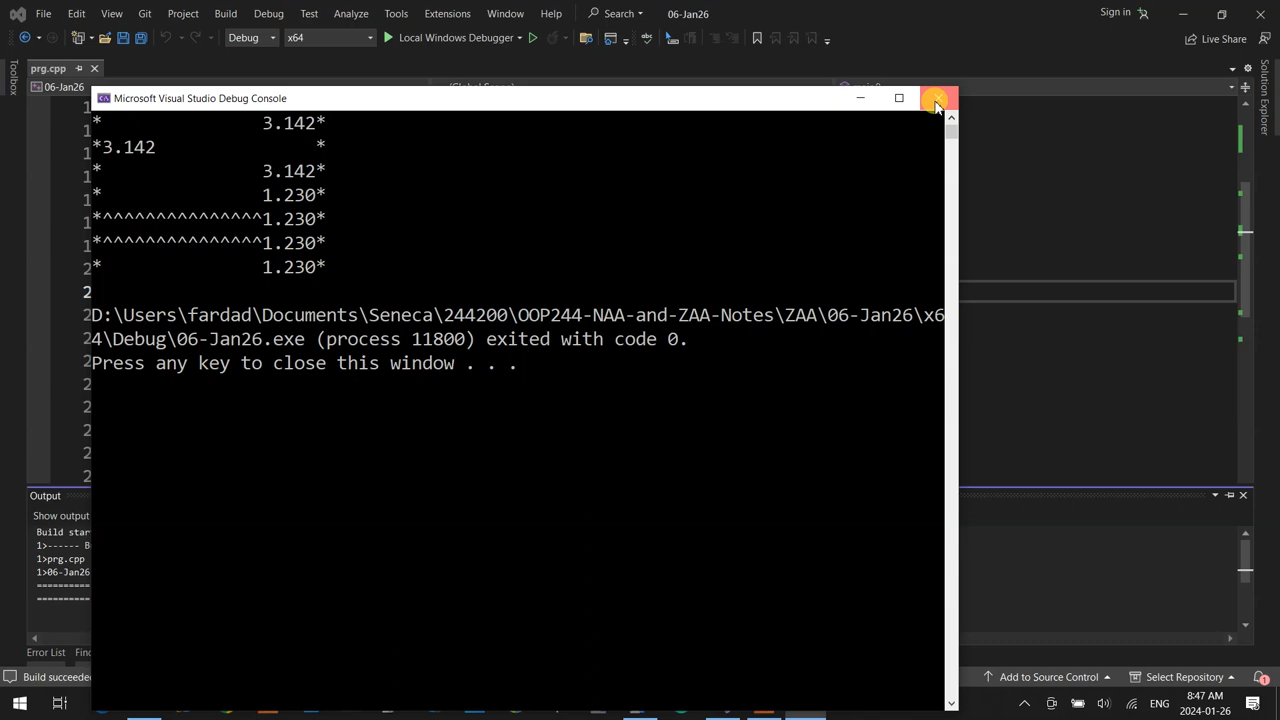 File Edit View Git Project Build Debug Test Analyze Tools Extensions Window Help Search 06-Jan26 Sign in
Debug x64 Local Windows Debugger Live Share
prg.cpp
06-Jan26
Toolbox
Solution Explorer
Microsoft Visual Studio Debug Console
*               3.142*
*3.142               *
*               3.142*
*               1.230*
*^^^^^^^^^^^^^^^1.230*
*^^^^^^^^^^^^^^^1.230*
*               1.230*
D:\Users\fardad\Documents\Seneca\244200\OOP244-NAA-and-ZAA-Notes\ZAA\06-Jan26\x6
4\Debug\06-Jan26.exe (process 11800) exited with code 0.
Press any key to close this window . . .
Output
Show output
Build star
1>------ B
1>prg.cpp
1>06-Jan26
Error List
Build succeeded Add to Source Control Select Repository 1
ENG 8:47 AM
2024-01-26